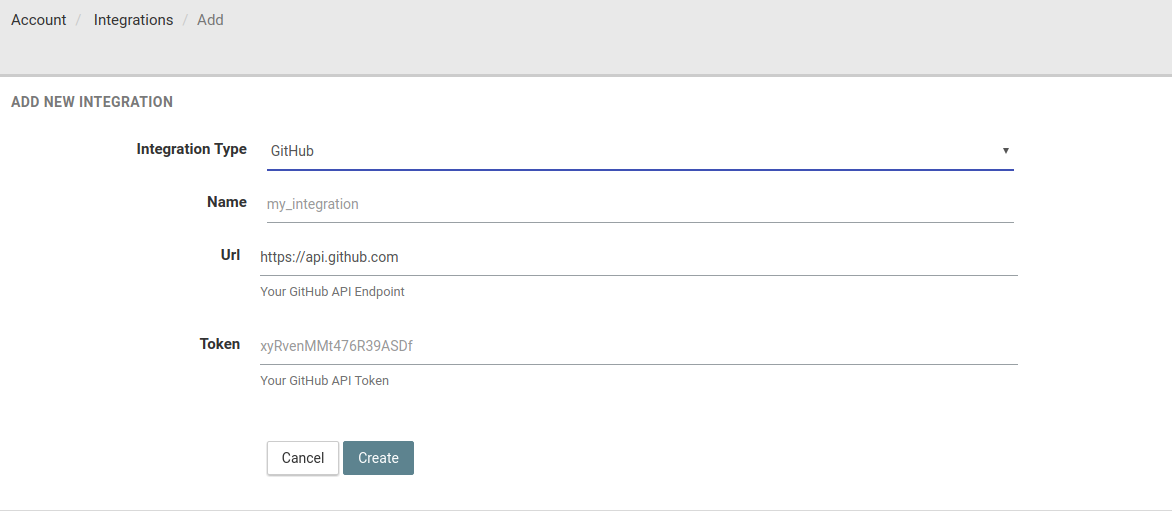 Account / Integrations / Add
ADD NEW INTEGRATION
Integration Type GitHub ▼
Name my_integration
Url https://api.github.com
Your GitHub API Endpoint
Token xyRvenMMt476R39ASDf
Your GitHub API Token
Cancel Create